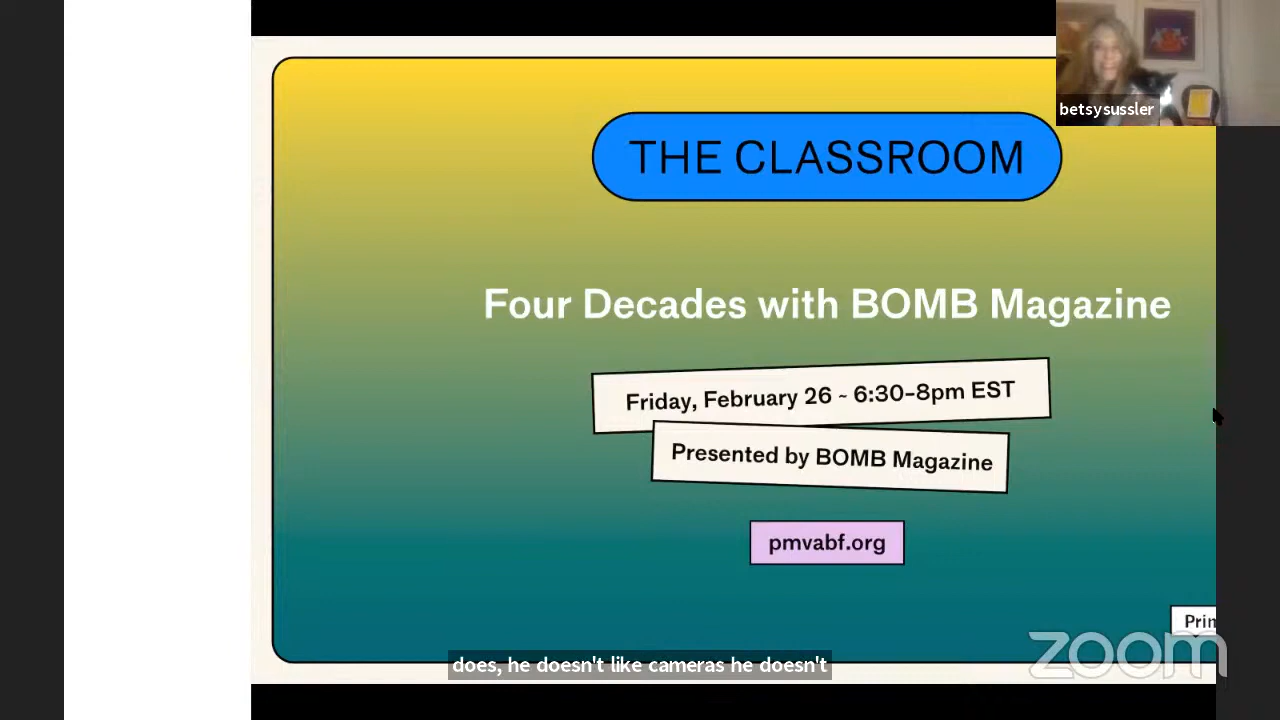 betsysussler
THE CLASSROOM
Four Decades with BOMB Magazine
Friday, February 26 ~ 6:30-8pm EST
Presented by BOMB Magazine
pmvabf.org
Prin
does, he doesn't like cameras he doesn't
zoom